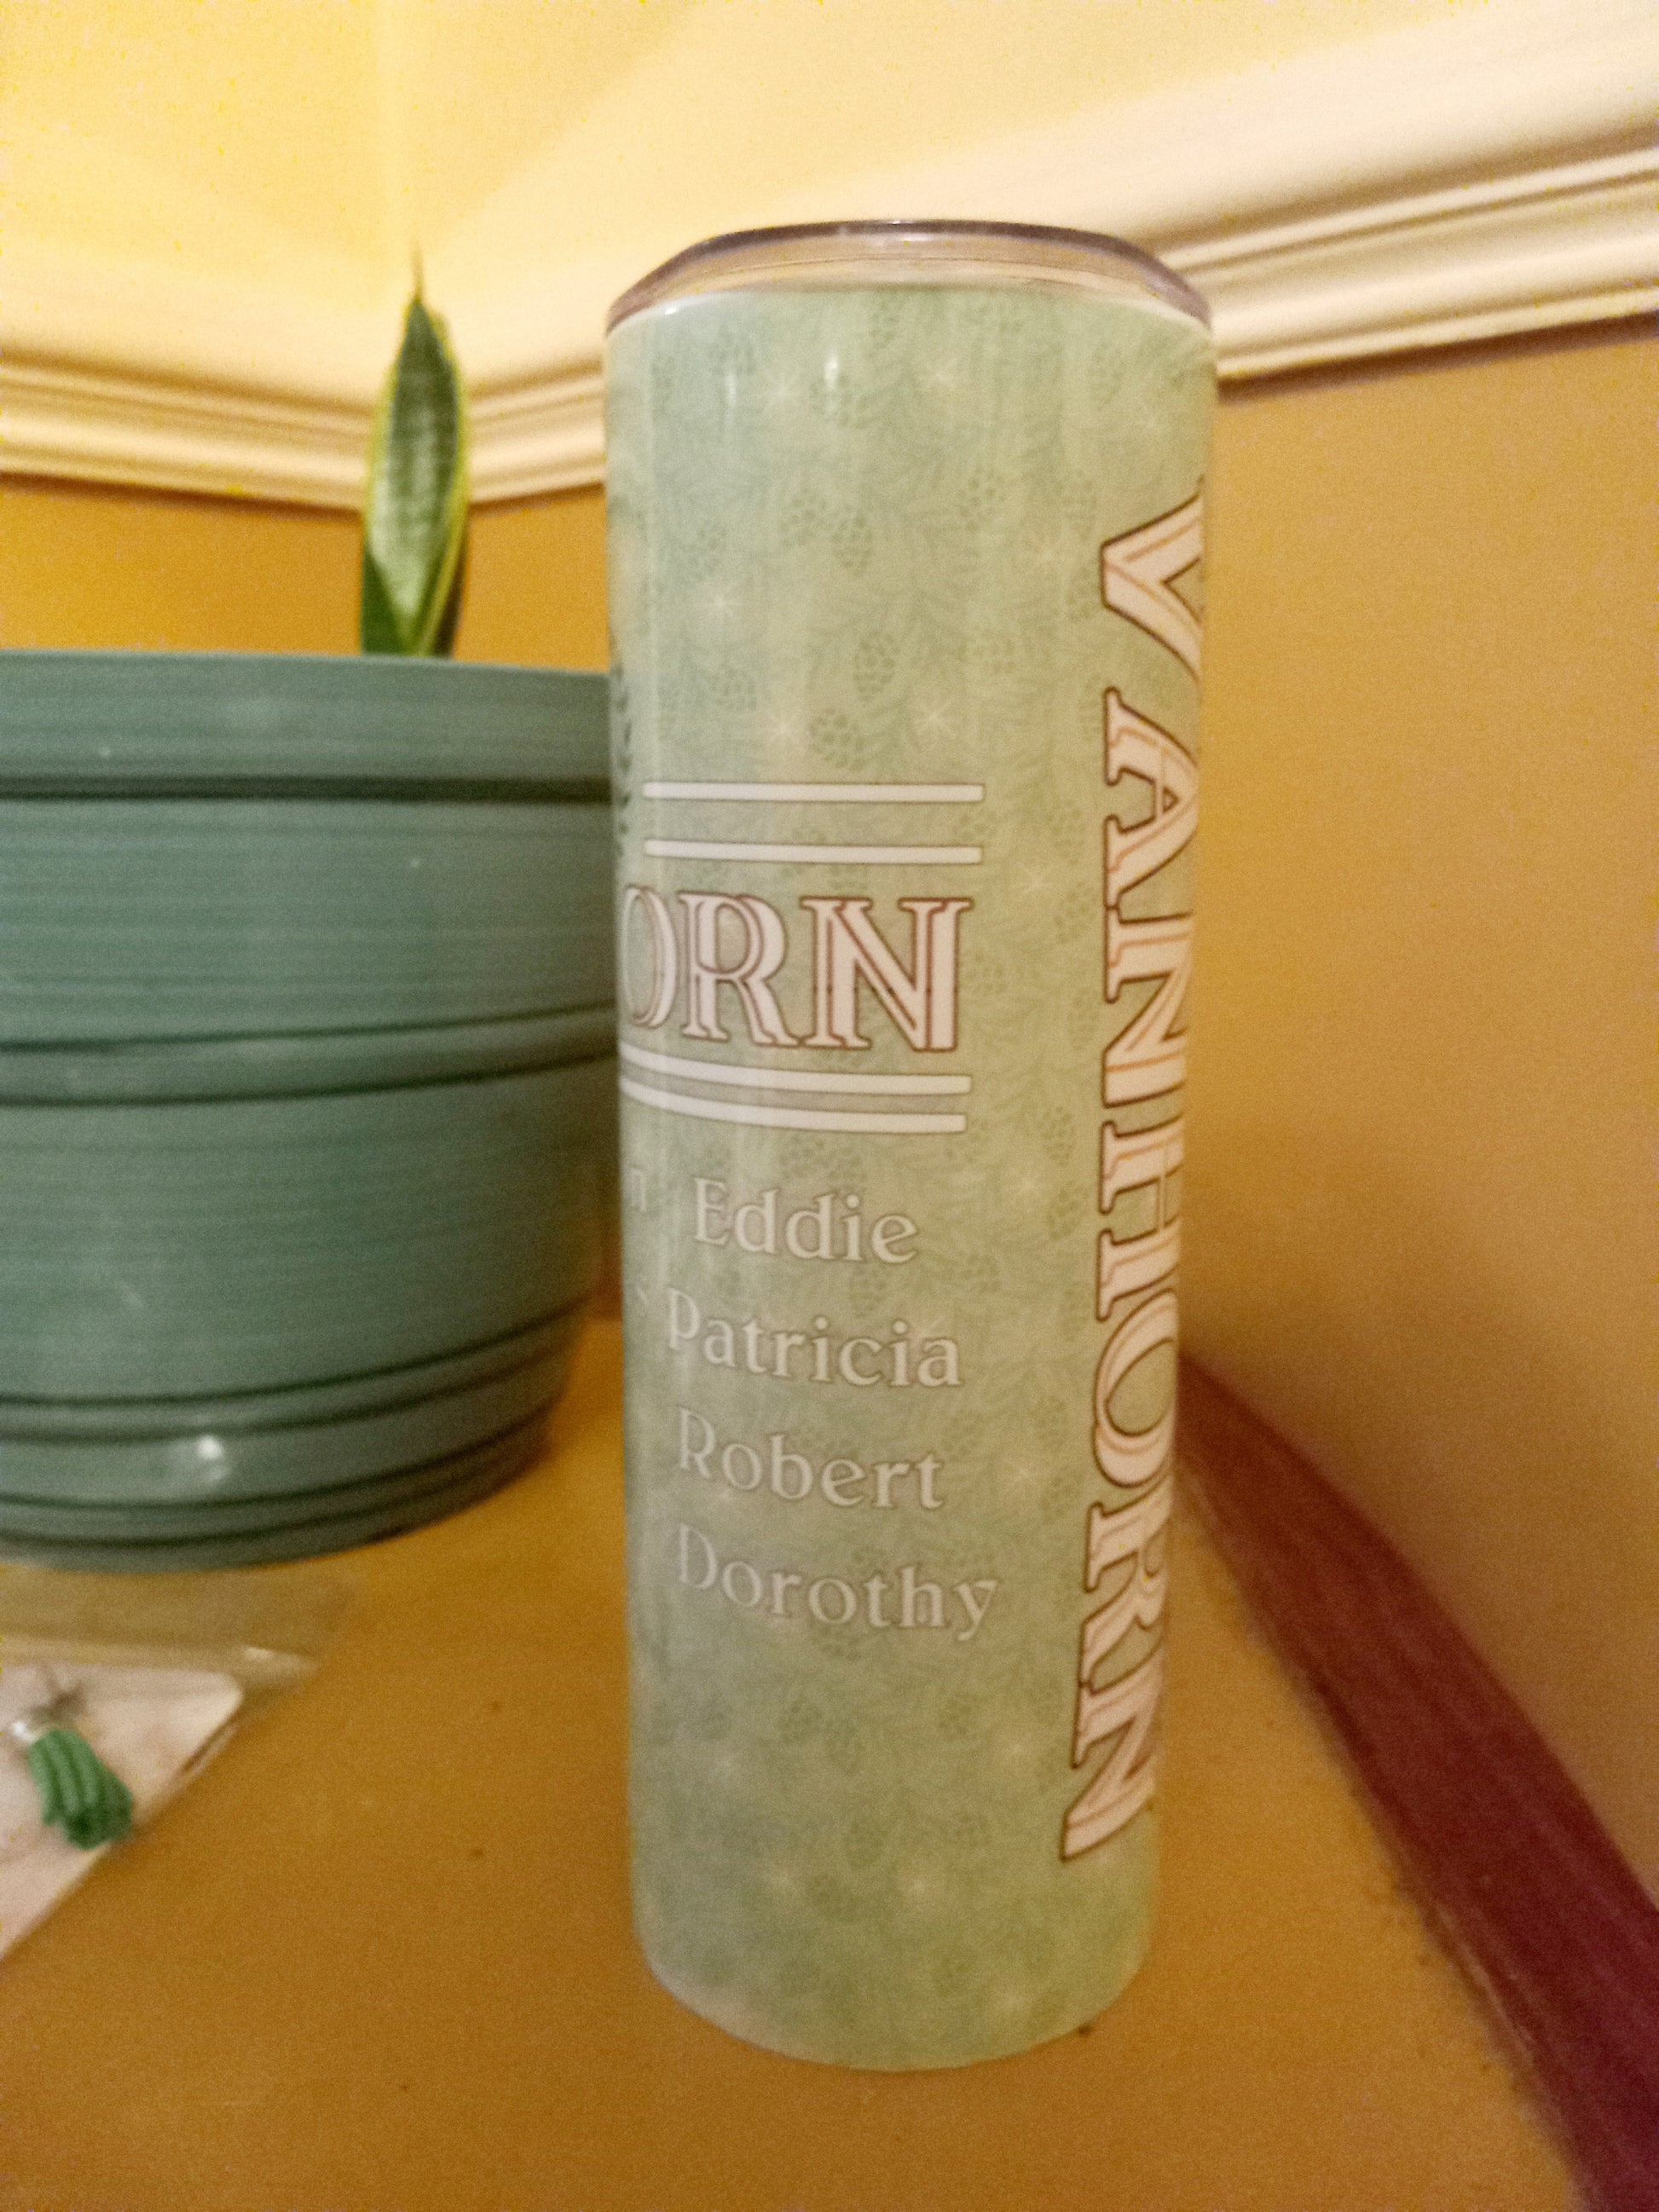 ORN
Eddie
Patricia
Robert
Dorothy
VANHORN